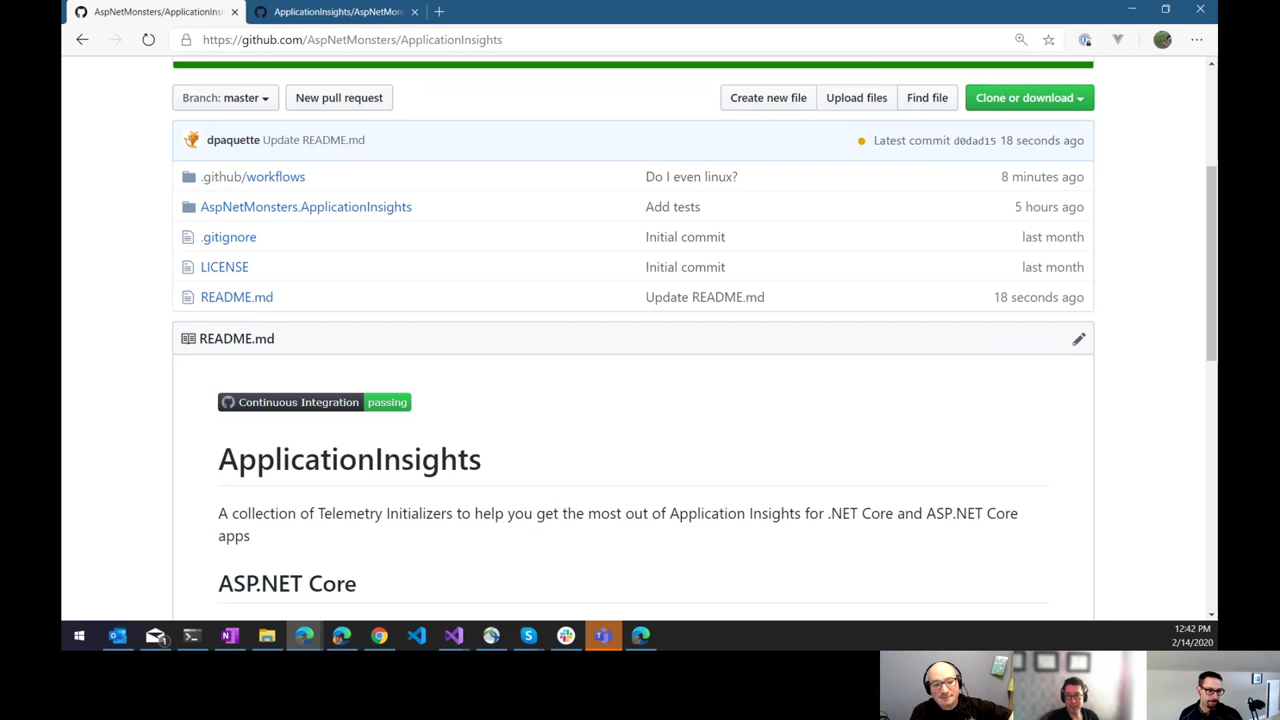 AspNetMonsters/ApplicationInsi
ApplicationInsights/AspNetMons
https://github.com/AspNetMonsters/ApplicationInsights
Branch: master
New pull request
Create new file
Upload files
Find file
Clone or download
dpaquette Update README.md
Latest commit d0dad15 18 seconds ago
.github/workflows
Do I even linux?
8 minutes ago
AspNetMonsters.ApplicationInsights
Add tests
5 hours ago
.gitignore
Initial commit
last month
LICENSE
Initial commit
last month
README.md
Update README.md
18 seconds ago
README.md
Continuous Integration passing
ApplicationInsights
A collection of Telemetry Initializers to help you get the most out of Application Insights for .NET Core and ASP.NET Core
apps
ASP.NET Core
1
12:42 PM
2/14/2020